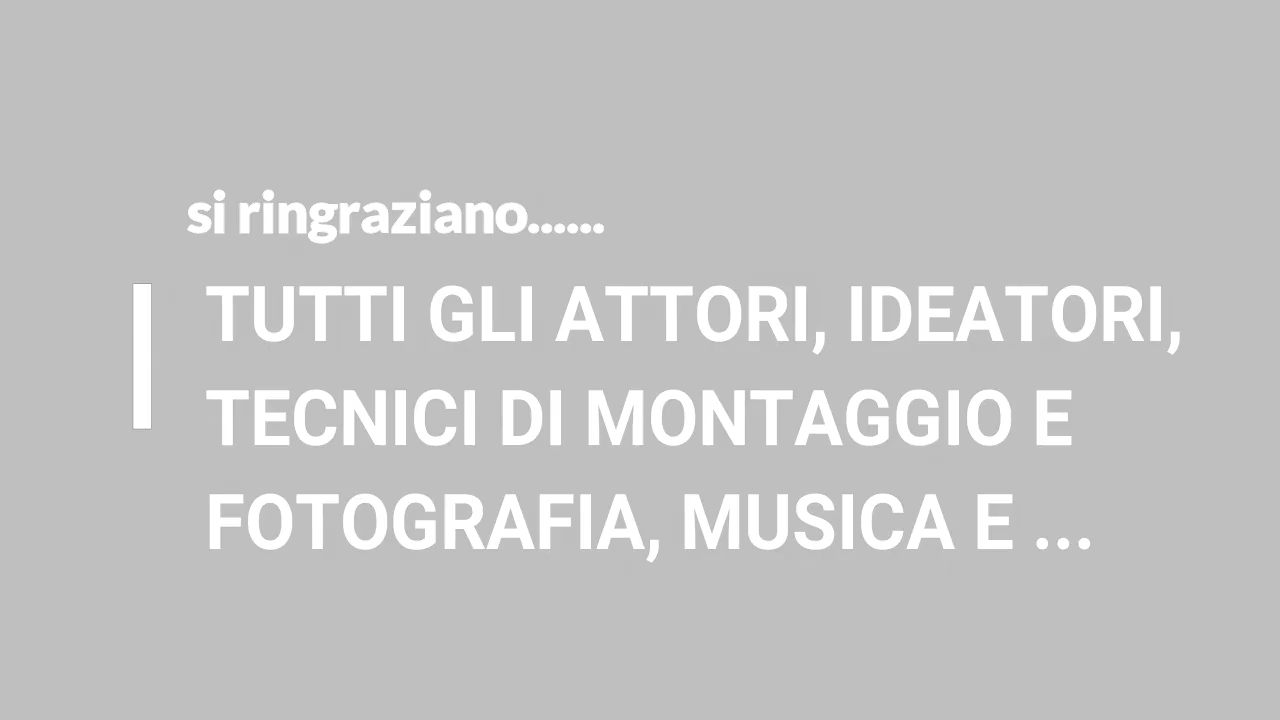 si ringraziano......
TUTTI GLI ATTORI, IDEATORI,
TECNICI DI MONTAGGIO E
FOTOGRAFIA, MUSICA E ...